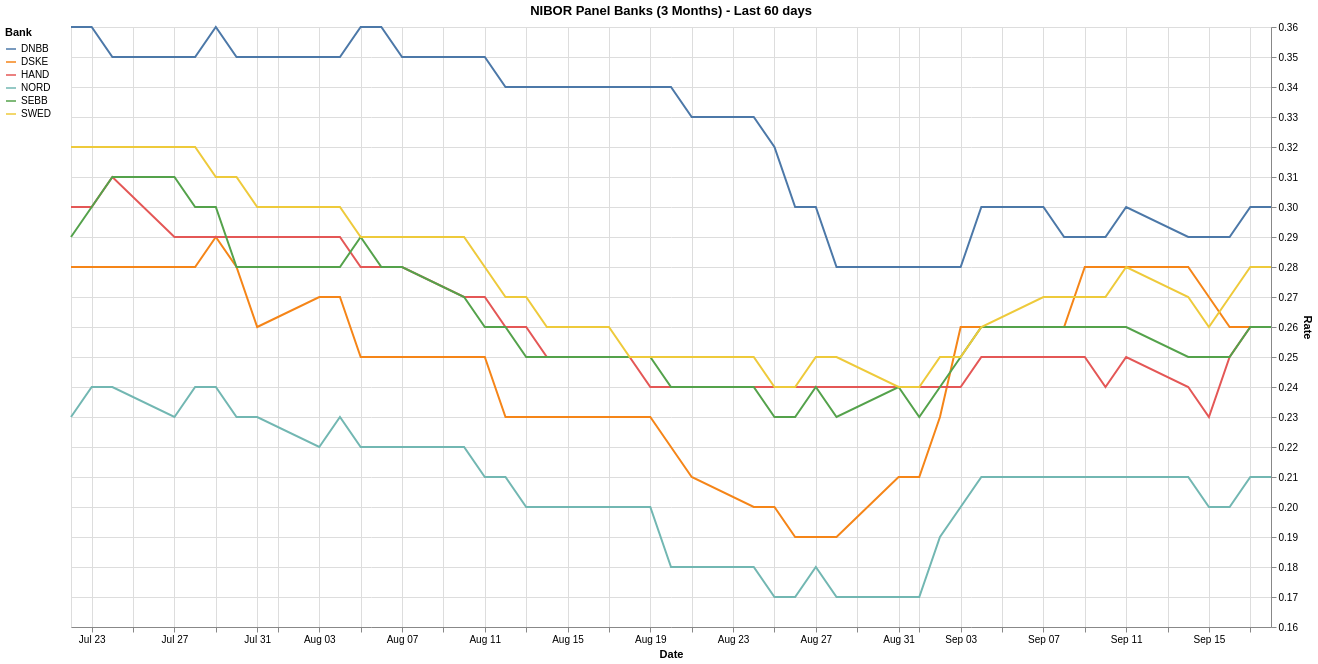 NIBOR Panel Banks (3 Months) - Last 60 days
Bank
DNBB
DSKE
HAND
NORD
SEBB
SWED
0.36
0.35
0.34
0.33
0.32
0.31
0.30
0.29
0.28
0.27
0.26
0.25
0.24
0.23
0.22
0.21
0.20
0.19
0.18
0.17
0.16
Rate
Jul 23 Jul 27 Jul 31 Aug 03 Aug 07 Aug 11 Aug 15 Aug 19 Aug 23 Aug 27 Aug 31 Sep 03 Sep 07 Sep 11 Sep 15
Date